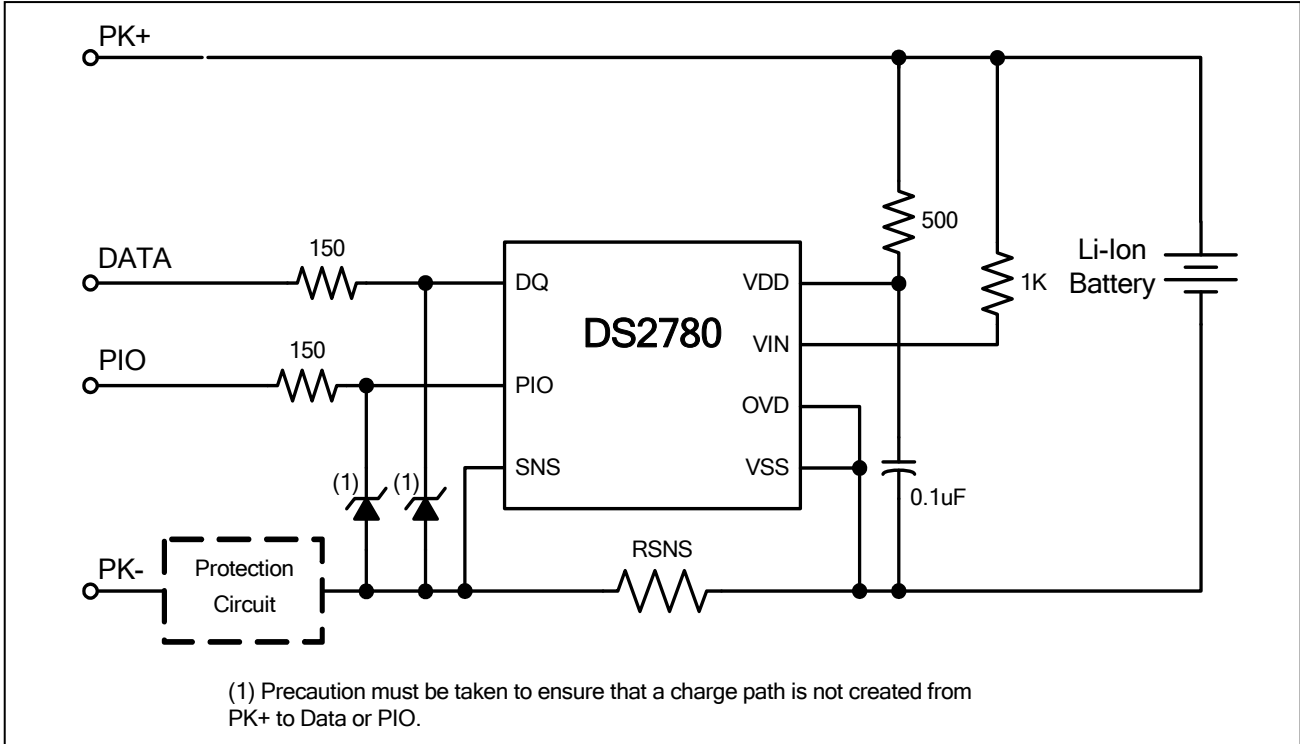 PK+
500
DATA
150
DQ
VDD
Li-Ion
Battery
1K
DS2780
VIN
PIO
150
PIO
OVD
SNS
VSS
(1)
(1)
0.1uF
RSNS
PK-
Protection
Circuit
(1) Precaution must be taken to ensure that a charge path is not created from
PK+ to Data or PIO.